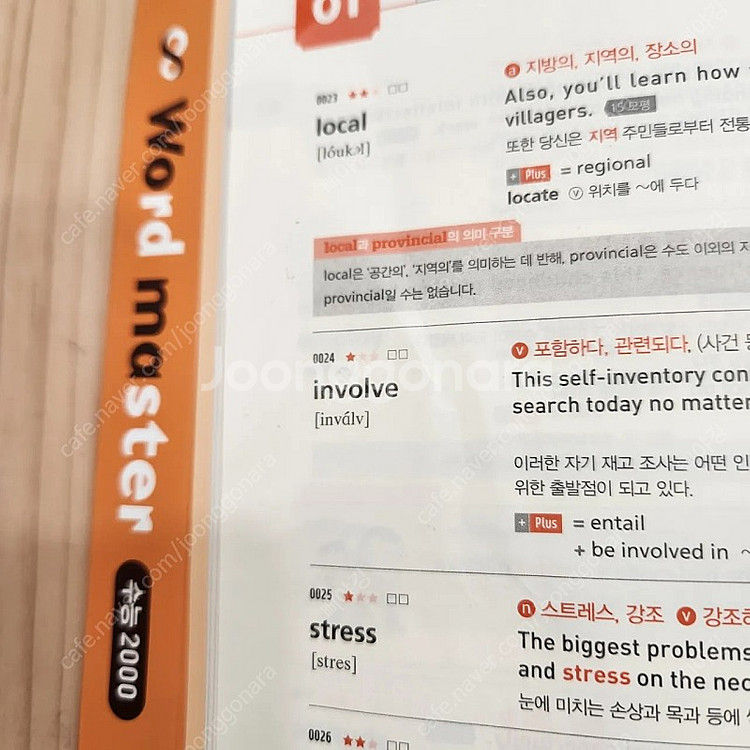 Word master
수능 2000
01
0023
local
[lóukəl]
ⓐ 지방의, 지역의, 장소의
Also, you'll learn how
villagers. 15 모평
또한 당신은 지역 주민들로부터 전통
+ Plus = regional
locate ⓥ 위치를 ~에 두다
local과 provincial의 의미 구분
local은 '공간의', '지역의'를 의미하는 데 반해, provincial은 수도 이외의
provincial일 수는 없습니다.
0024
involve
[inválv]
ⓥ 포함하다, 관련되다, (사건
This self-inventory con
search today no matter
이러한 자기 재고 조사는 어떤 인
위한 출발점이 되고 있다.
+ Plus = entail
+ be involved in ~
0025
stress
[stres]
ⓝ 스트레스, 강조 ⓥ 강조하
The biggest problems
and stress on the nec
눈에 미치는 손상과 목과 등에
0026
Joonggonara
cafe.naver.com/joonggonara